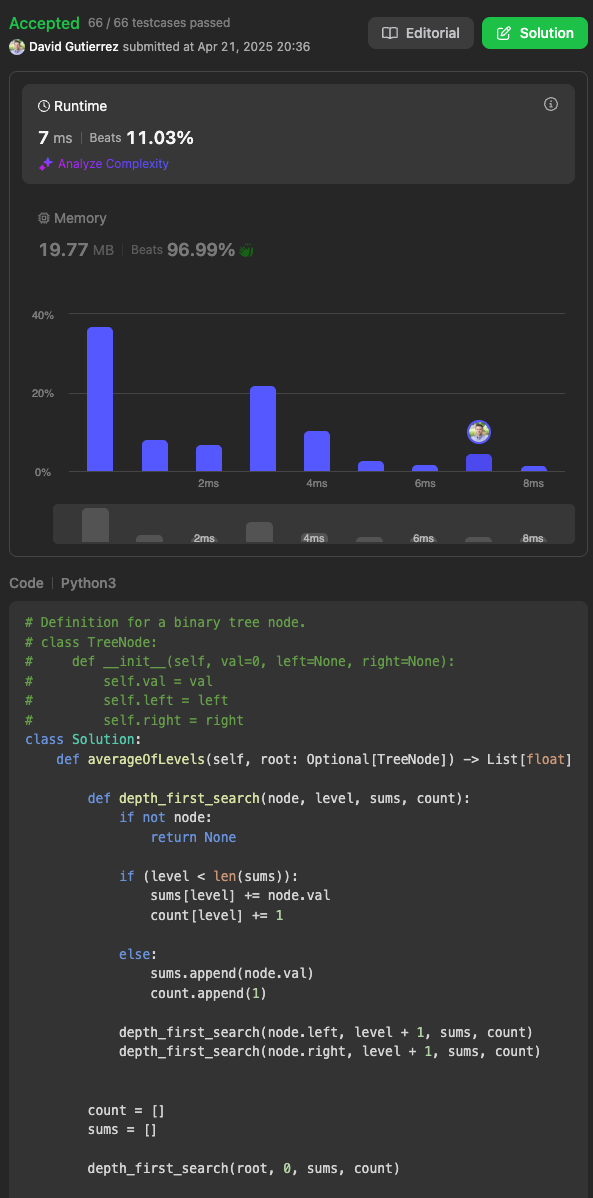 Accepted 66 / 66 testcases passed
David Gutierrez submitted at Apr 21, 2025 20:36
Editorial
Solution
Runtime
7 ms | Beats 11.03%
Analyze Complexity
Memory
19.77 MB | Beats 96.99%
40%
20%
0%
2ms 4ms 6ms 8ms
2ms 4ms 6ms 8ms
Code | Python3
# Definition for a binary tree node.
# class TreeNode:
#     def __init__(self, val=0, left=None, right=None):
#         self.val = val
#         self.left = left
#         self.right = right
class Solution:
    def averageOfLevels(self, root: Optional[TreeNode]) -> List[float]
        def depth_first_search(node, level, sums, count):
            if not node:
                return None
            if (level < len(sums)):
                sums[level] += node.val
                count[level] += 1
            else:
                sums.append(node.val)
                count.append(1)
            depth_first_search(node.left, level + 1, sums, count)
            depth_first_search(node.right, level + 1, sums, count)
        count = []
        sums = []
        depth_first_search(root, 0, sums, count)